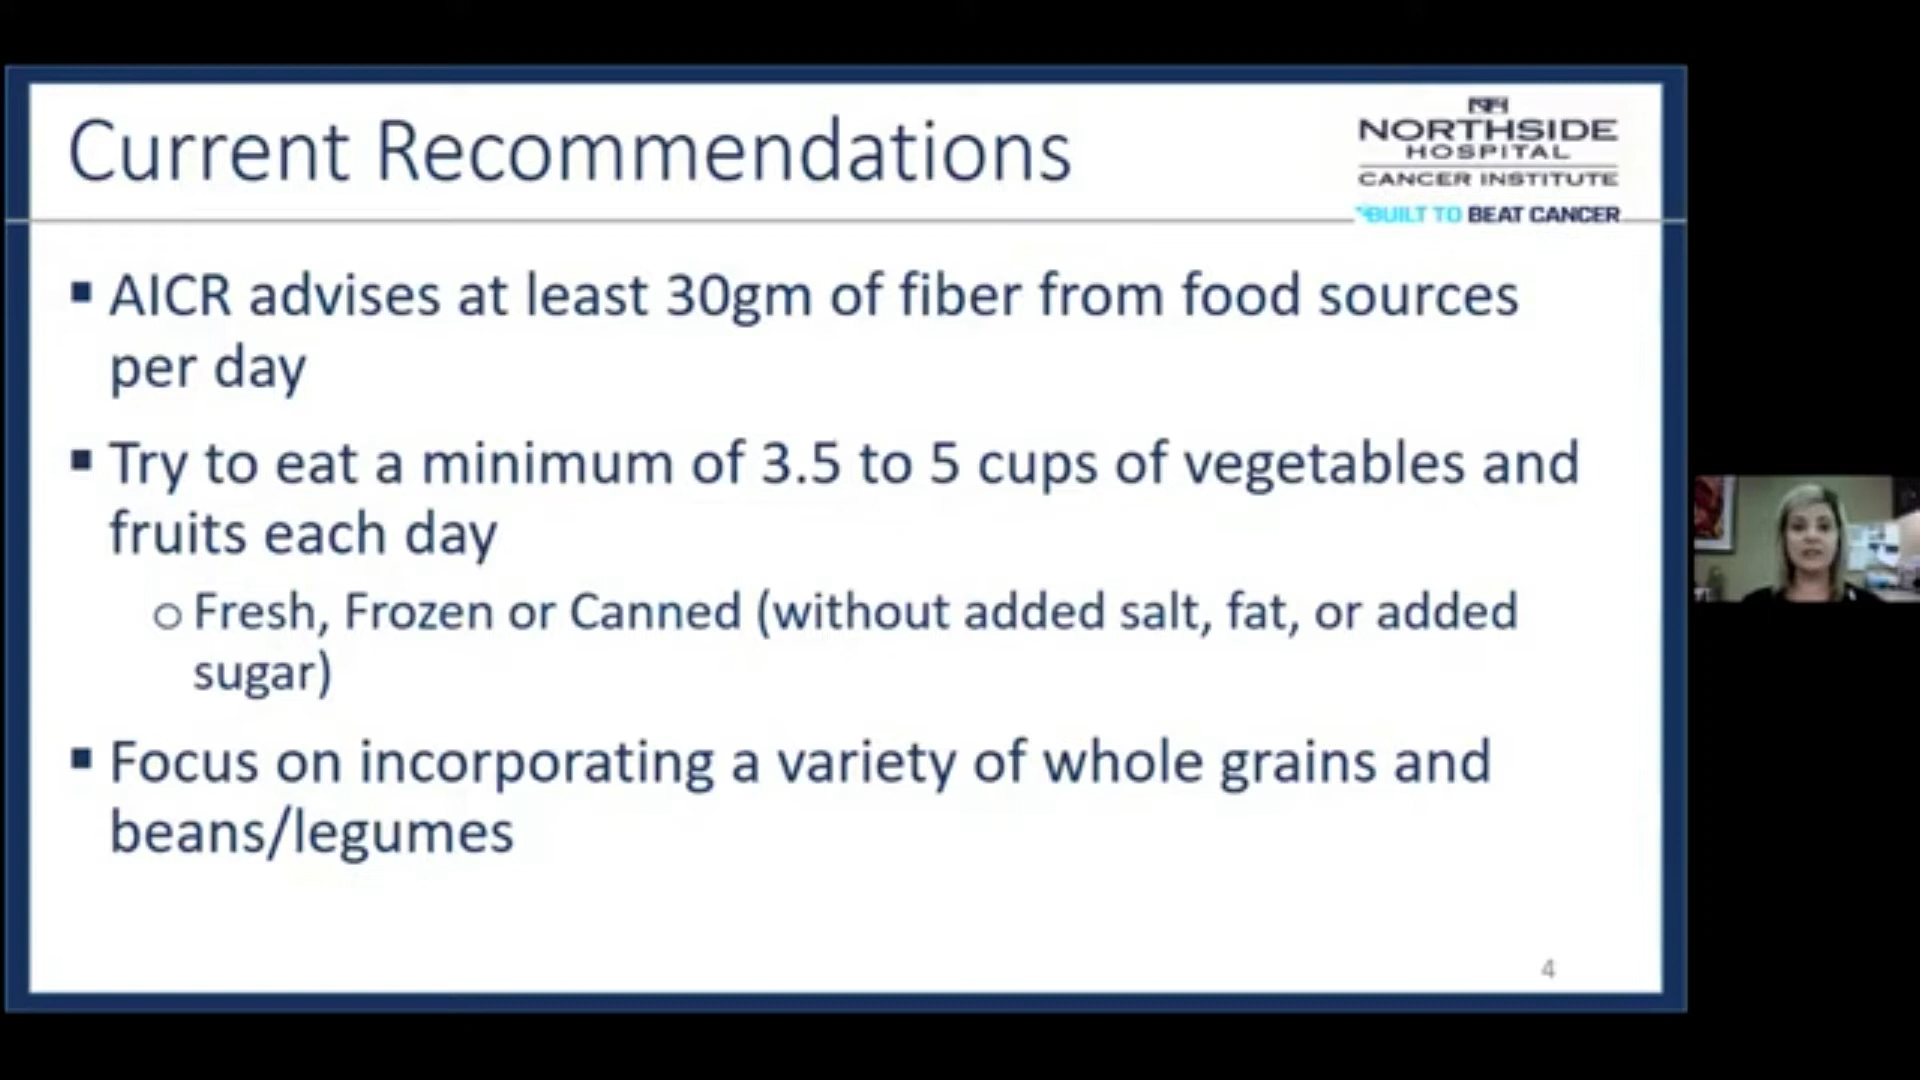 Current Recommendations
NORTHSIDE
HOSPITAL
CANCER INSTITUTE
BUILT TO BEAT CANCER
▪ AICR advises at least 30gm of fiber from food sources
per day
▪ Try to eat a minimum of 3.5 to 5 cups of vegetables and
fruits each day
o Fresh, Frozen or Canned (without added salt, fat, or added
sugar)
▪ Focus on incorporating a variety of whole grains and
beans/legumes
4